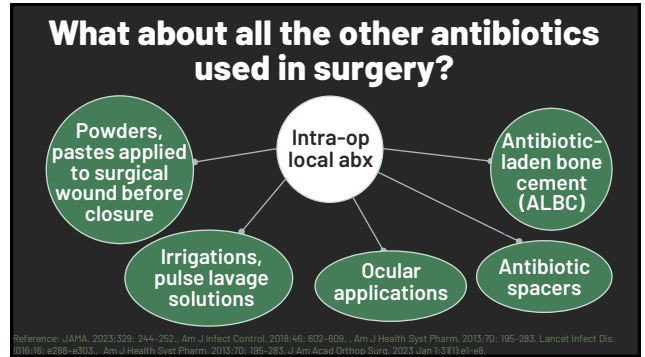 What about all the other antibiotics
used in surgery?
Powders,
pastes applied
to surgical
wound before
closure
Intra-op
local abx
Antibiotic-
laden bone
cement
(ALBC)
Irrigations,
pulse lavage
solutions
Ocular
applications
Antibiotic
spacers
Reference: JAMA. 2023;329: 244-252., Am J Infect Control. 2018;46: 602-609. , Am J Health Syst Pharm. 2013;70: 195-283. Lancet Infect Dis.
016;16: e288-e303., Am J Health Syst Pharm. 2013;70: 195-283. J Am Acad Orthop Surg. 2023 Jan 1;31(1):e1-e8.